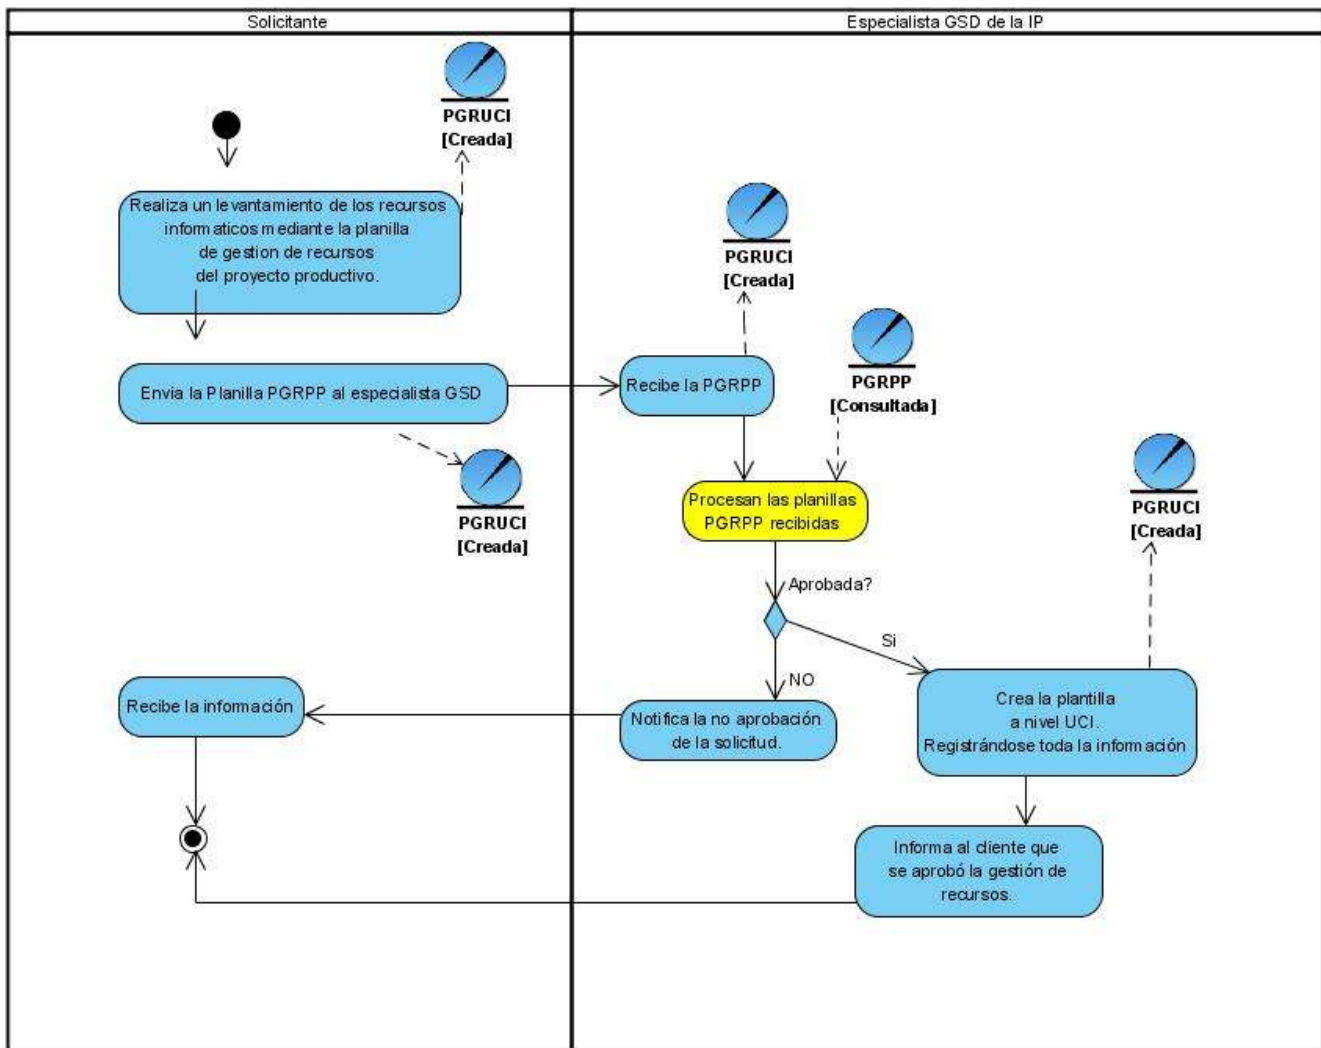 Solicitante
Especialista GSD de la IP
PGRUCI
[Creada]
Realiza un levantamiento de los recursos
informaticos mediante la planilla
de gestion de recursos
del proyecto productivo.
PGRUCI
[Creada]
Envia la Planilla PGRPP al especialista GSD
Recibe la PGRPP
PGRPP
[Consultada]
PGRUCI
[Creada]
Procesan las planillas
PGRPP recibidas
PGRUCI
[Creada]
Aprobada?
Si
NO
Recibe la información
Notifica la no aprobación
de la solicitud.
Crea la plantilla
a nivel UCI.
Registrándose toda la información
Informa al cliente que
se aprobó la gestión de
recursos.